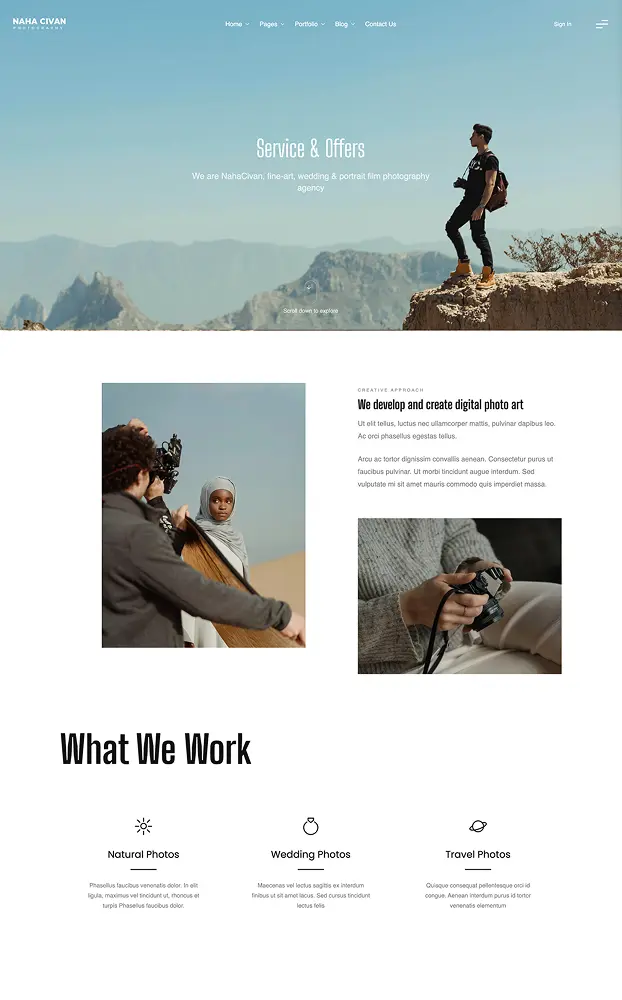 NAHA CIVAN
PHOTOGRAPHY
Home Pages Portfolio Blog Contact Us
Sign In
Service & Offers
We are NahaCivan, fine-art, wedding & portrait film photography
agency
Scroll down to explore
CREATIVE APPROACH
We develop and create digital photo art
Ut elit tellus, luctus nec ullamcorper mattis, pulvinar dapibus leo.
Ac orci phasellus egestas tellus.
Arcu ac tortor dignissim convallis aenean. Consectetur purus ut
faucibus pulvinar. Ut morbi tincidunt augue interdum. Sed
vulputate mi sit amet mauris commodo quis imperdiet massa.
What We Work
Natural Photos
Phasellus faucibus venenatis dolor. In elit
ligula, maximus vel tincidunt ut, rhoncus et
turpis Phasellus faucibus dolor.
Wedding Photos
Maecenas vel lectus sagittis ex interdum
finibus ut sit amet lacus. Sed cursus tincidunt
lectus felis
Travel Photos
Quisque consequat pellentesque orci id
congue. Aenean interdum purus id tortor
venenatis elementum